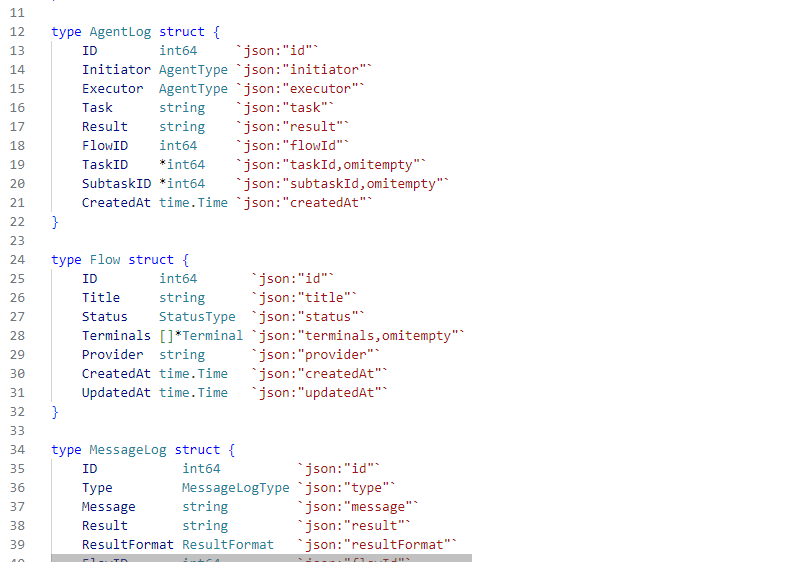 11
12 type AgentLog struct {
13 ID int64 `json:"id"`
14 Initiator AgentType `json:"initiator"`
15 Executor AgentType `json:"executor"`
16 Task string `json:"task"`
17 Result string `json:"result"`
18 FlowID int64 `json:"flowId"`
19 TaskID *int64 `json:"taskId,omitempty"`
20 SubtaskID *int64 `json:"subtaskId,omitempty"`
21 CreatedAt time.Time `json:"createdAt"`
22 }
23
24 type Flow struct {
25 ID int64 `json:"id"`
26 Title string `json:"title"`
27 Status StatusType `json:"status"`
28 Terminals []*Terminal `json:"terminals,omitempty"`
29 Provider string `json:"provider"`
30 CreatedAt time.Time `json:"createdAt"`
31 UpdatedAt time.Time `json:"updatedAt"`
32 }
33
34 type MessageLog struct {
35 ID int64 `json:"id"`
36 Type MessageLogType `json:"type"`
37 Message string `json:"message"`
38 Result string `json:"result"`
39 ResultFormat ResultFormat `json:"resultFormat"`